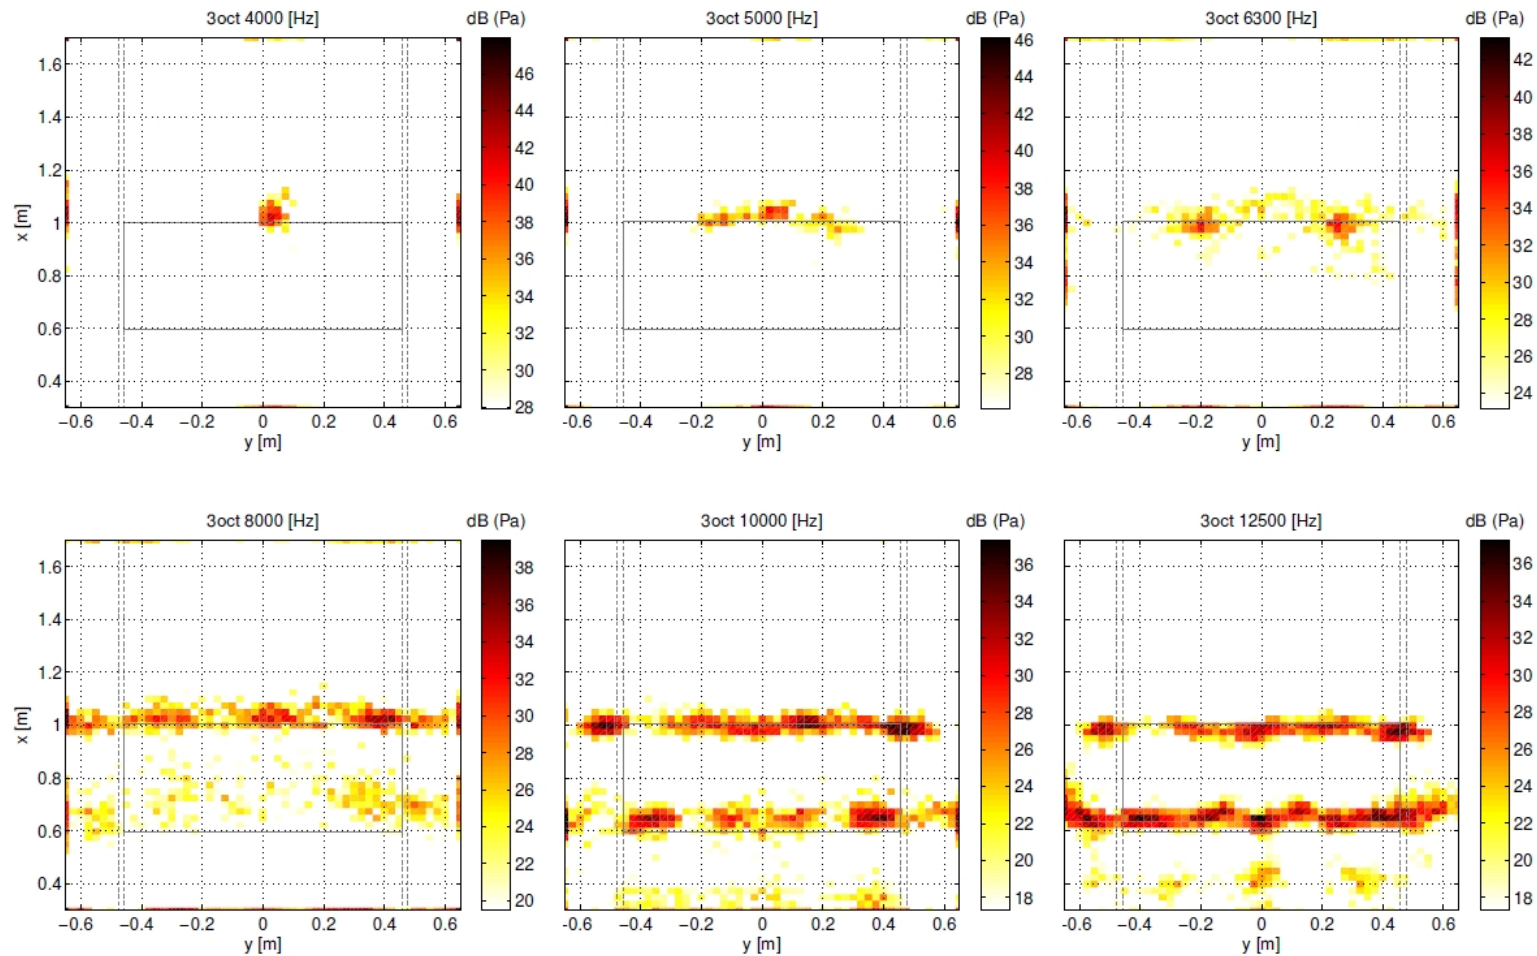 3oct 4000 [Hz] dB (Pa) 3oct 5000 [Hz] dB (Pa) 3oct 6300 [Hz] dB (Pa)
1.6 1.4 1.2 1 0.8 0.6 0.4
x [m]
46 44 42 40 38 36 34 32 30 28
46 44 42 40 38 36 34 32 30 28
42 40 38 36 34 32 30 28 26 24
−0.6 −0.4 −0.2 0 0.2 0.4 0.6 −0.6 −0.4 −0.2 0 0.2 0.4 0.6 -0.6 −0.4 −0.2 0 0.2 0.4 0.6
y [m] y [m] y [m]
3oct 8000 [Hz] dB (Pa) 3oct 10000 [Hz] dB (Pa) 3oct 12500 [Hz] dB (Pa)
1.6 1.4 1.2 1 0.8 0.6 0.4
x [m]
38 36 34 32 30 28 26 24 22 20
36 34 32 30 28 26 24 22 20 18
36 34 32 30 28 26 24 22 20 18
−0.6 −0.4 −0.2 0 0.2 0.4 0.6 −0.6 −0.4 −0.2 0 0.2 0.4 0.6 −0.6 −0.4 −0.2 0 0.2 0.4 0.6
y [m] y [m] y [m]